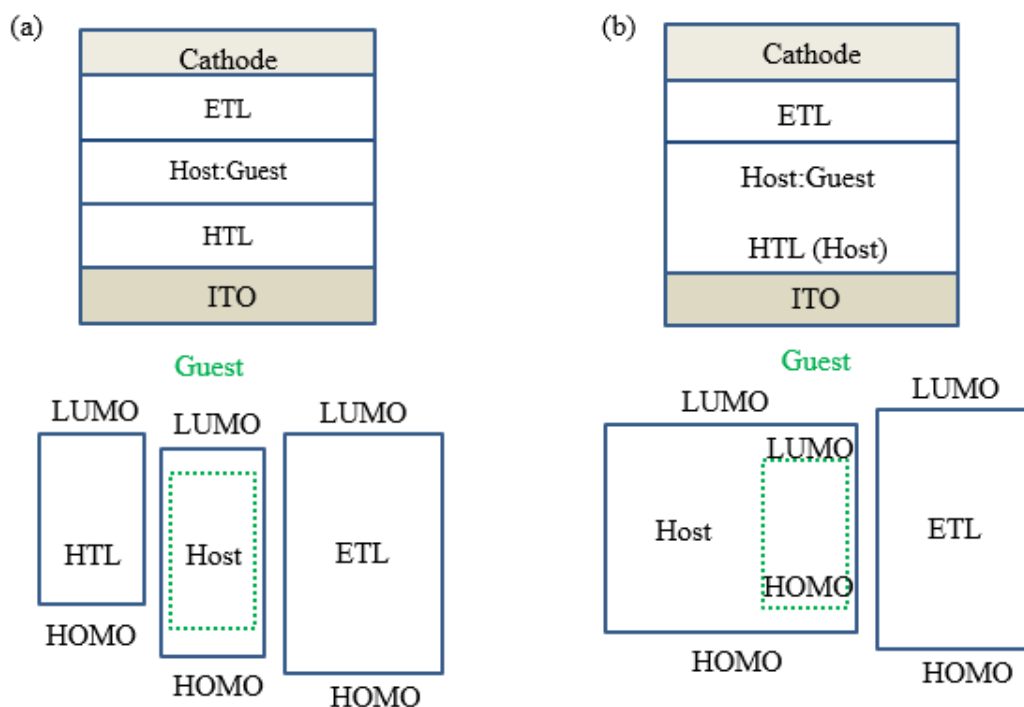 (a)
Cathode
ETL
Host:Guest
HTL
ITO
Guest
LUMO
LUMO
LUMO
HTL
Host
ETL
HOMO
HOMO
HOMO
(b)
Cathode
ETL
Host:Guest
HTL (Host)
ITO
Guest
LUMO
LUMO
LUMO
Host
ETL
HOMO
HOMO
HOMO